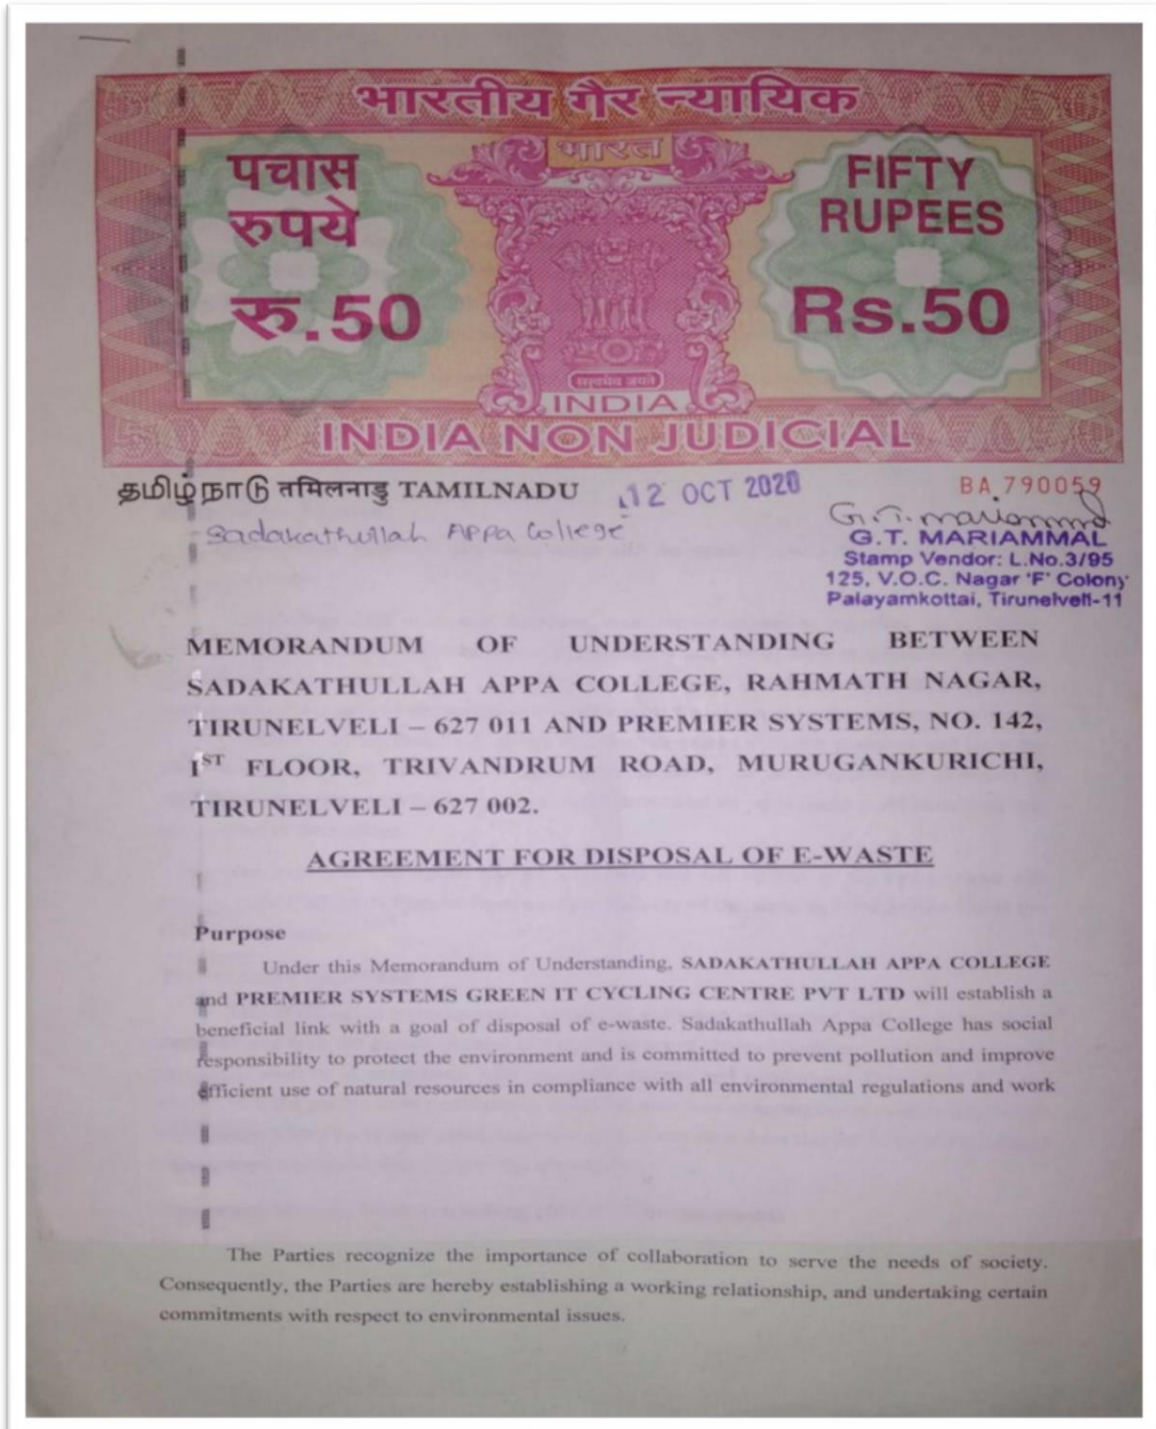 भारतीय गैर न्यायिक
भारत
पचास
रुपये
रु.50
FIFTY
RUPEES
Rs.50
सत्यमेव जयते
INDIA
INDIA NON JUDICIAL
தமிழ்நாடு तमिलनाडु TAMILNADU
12 OCT 2020
BA 790059
Sadakathullah APPa College
G.T. Mariammal
G.T. MARIAMMAL
Stamp Vendor: L.No.3/95
125, V.O.C. Nagar 'F' Colony
Palayamkottai, Tirunelveli-11
MEMORANDUM OF UNDERSTANDING BETWEEN
SADAKATHULLAH APPA COLLEGE, RAHMATH NAGAR,
TIRUNELVELI – 627 011 AND PREMIER SYSTEMS, NO. 142,
1ST FLOOR, TRIVANDRUM ROAD, MURUGANKURICHI,
TIRUNELVELI – 627 002.
AGREEMENT FOR DISPOSAL OF E-WASTE
Purpose
Under this Memorandum of Understanding, SADAKATHULLAH APPA COLLEGE
and PREMIER SYSTEMS GREEN IT CYCLING CENTRE PVT LTD will establish a
beneficial link with a goal of disposal of e-waste. Sadakathullah Appa College has social
responsibility to protect the environment and is committed to prevent pollution and improve
efficient use of natural resources in compliance with all environmental regulations and work
The Parties recognize the importance of collaboration to serve the needs of society.
Consequently, the Parties are hereby establishing a working relationship, and undertaking certain
commitments with respect to environmental issues.